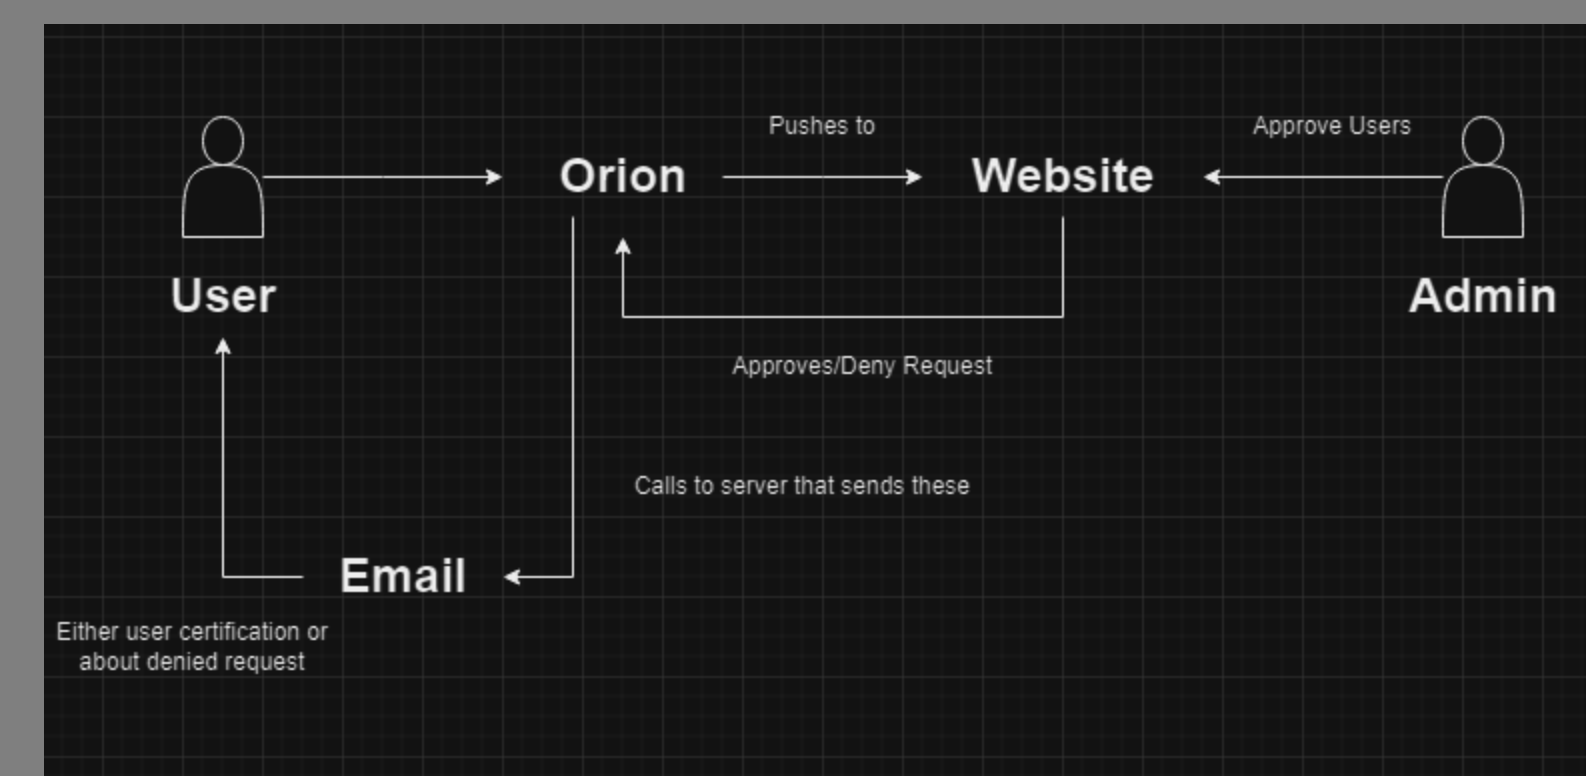 Pushes to
Approve Users
Orion
Website
User
Admin
Approves/Deny Request
Calls to server that sends these
Email
Either user certification or
about denied request